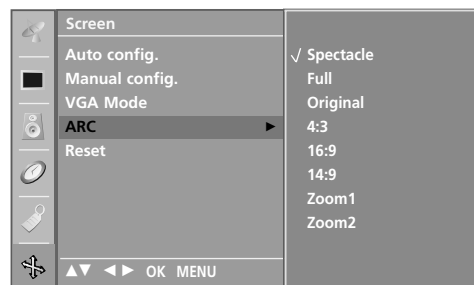 Screen
Auto config.
Manual config.
VGA Mode
ARC ►
Reset
▲▼ ◄ ► OK MENU
√ Spectacle
Full
Original
4:3
16:9
14:9
Zoom1
Zoom2